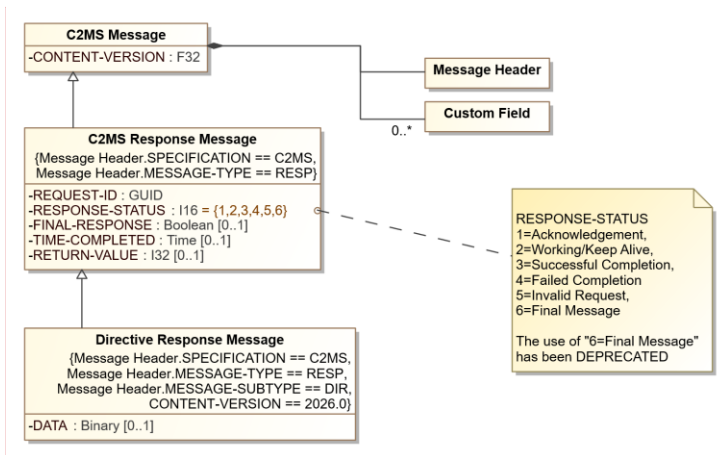 C2MS Message
-CONTENT-VERSION : F32
Message Header
Custom Field
0..*
C2MS Response Message
{Message Header.SPECIFICATION == C2MS,
Message Header.MESSAGE-TYPE == RESP}
-REQUEST-ID : GUID
-RESPONSE-STATUS : I16 = {1,2,3,4,5,6}
-FINAL-RESPONSE : Boolean [0..1]
-TIME-COMPLETED : Time [0..1]
-RETURN-VALUE : I32 [0..1]
RESPONSE-STATUS
1=Acknowledgement,
2=Working/Keep Alive,
3=Successful Completion,
4=Failed Completion
5=Invalid Request,
6=Final Message
The use of "6=Final Message"
has been DEPRECATED
Directive Response Message
{Message Header.SPECIFICATION == C2MS,
Message Header.MESSAGE-TYPE == RESP,
Message Header.MESSAGE-SUBTYPE == DIR,
CONTENT-VERSION == 2026.0}
-DATA : Binary [0..1]